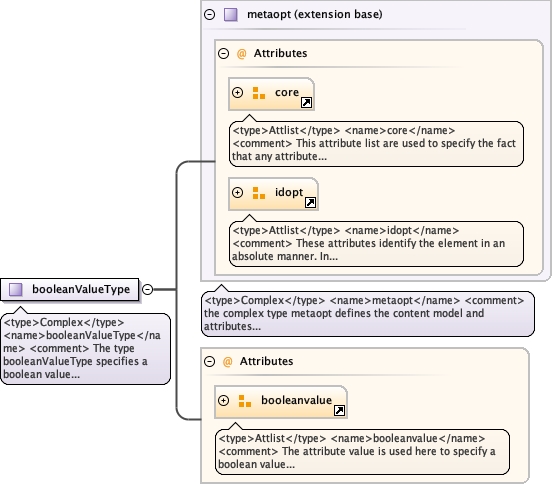 metaopt (extension base)
@ Attributes
core
<type>Attlist</type> <name>core</name>
<comment> This attribute list are used to specify the fact
that any attribute...
idopt
<type>Attlist</type> <name>idopt</name>
<comment> These attributes identify the element in an
absolute manner. In...
booleanValueType
<type>Complex</type>
<name>booleanValueType</na
me> <comment> The type
booleanValueType specifies a
boolean value...
<type>Complex</type> <name>metaopt</name> <comment>
the complex type metaopt defines the content model and
attributes...
@ Attributes
booleanvalue
<type>Attlist</type> <name>booleanvalue</name>
<comment> The attribute value is used here to specify a
boolean value...